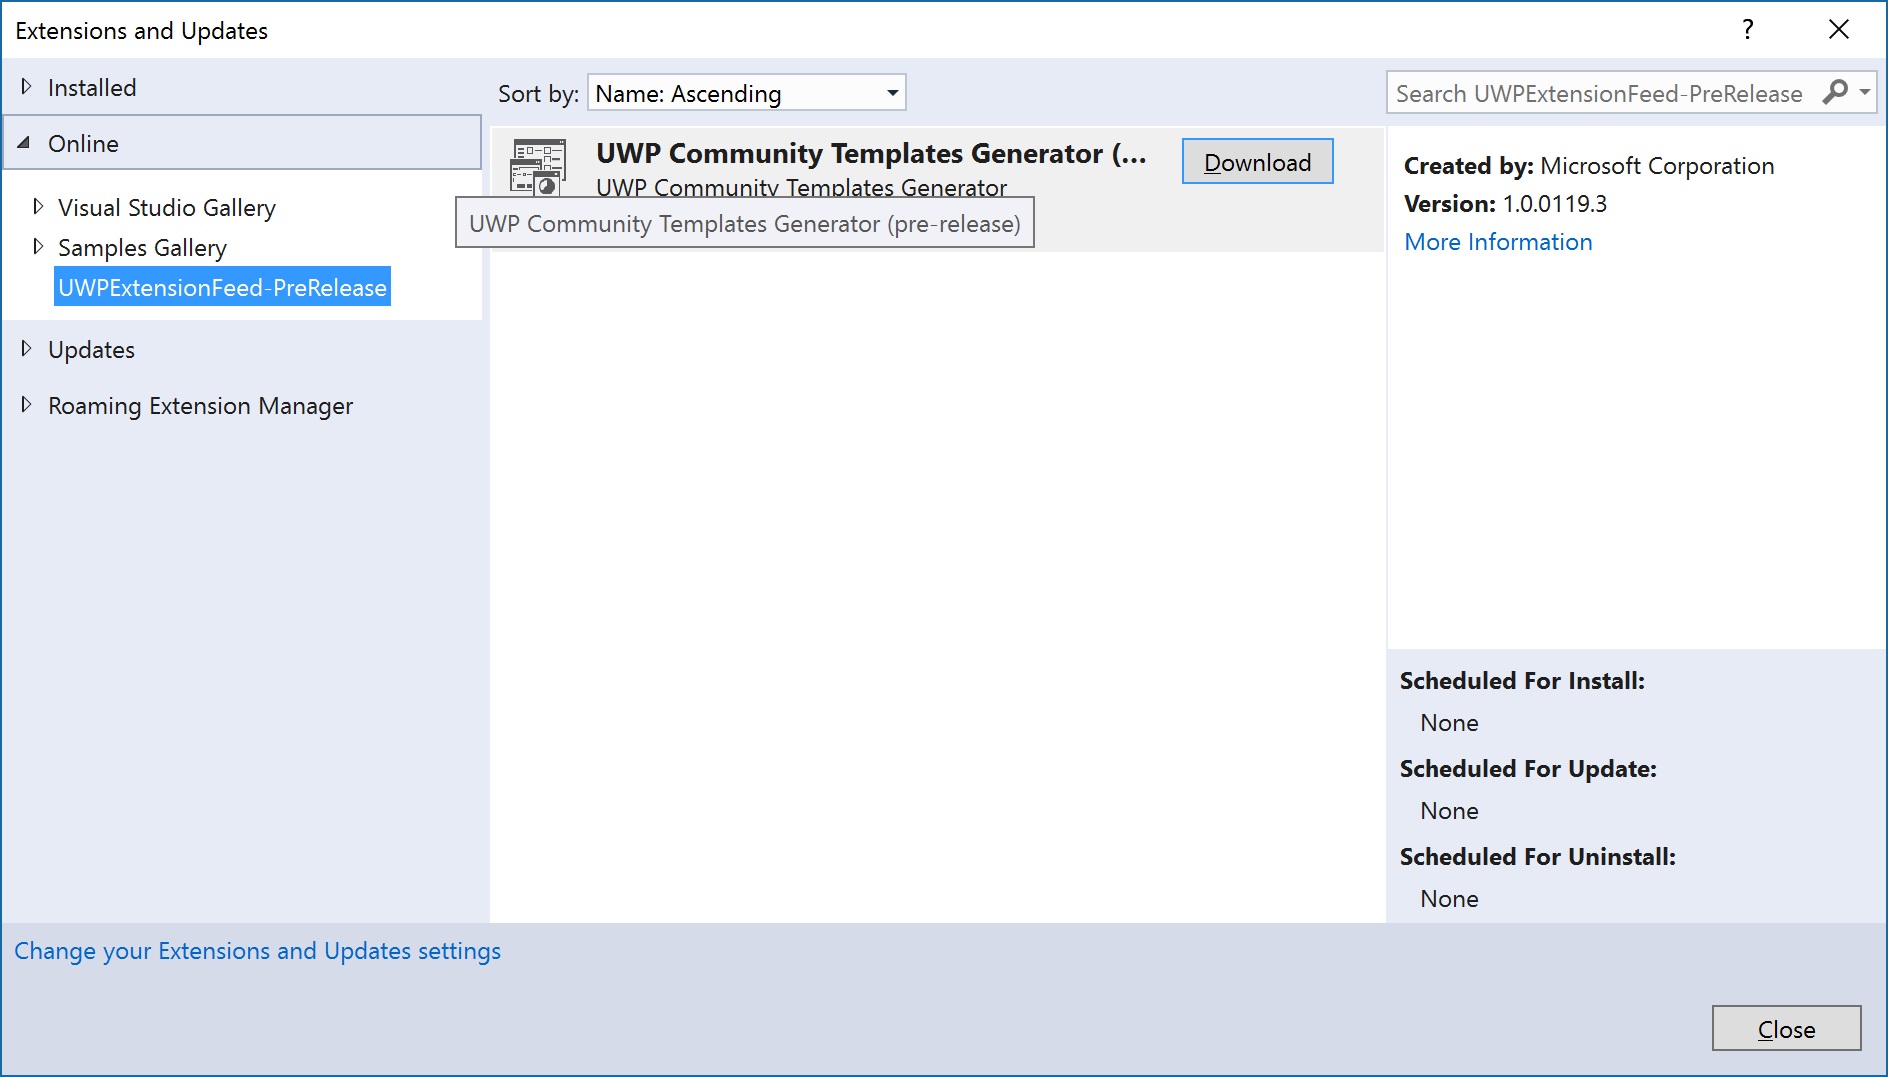 Extensions and Updates
?
Installed
Online
Visual Studio Gallery
Samples Gallery
UWPExtensionFeed-PreRelease
Updates
Roaming Extension Manager
Sort by: Name: Ascending
UWP Community Templates Generator (...
Download
UWP Community Templates Generator
UWP Community Templates Generator (pre-release)
Search UWPExtensionFeed-PreRelease
Created by: Microsoft Corporation
Version: 1.0.0119.3
More Information
Scheduled For Install:
None
Scheduled For Update:
None
Scheduled For Uninstall:
None
Change your Extensions and Updates settings
Close